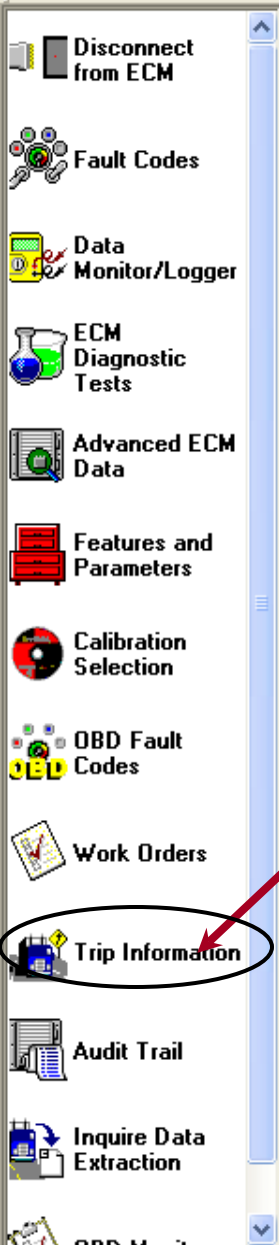 Disconnect
from ECM
Fault Codes
Data
Monitor/Logger
ECM
Diagnostic
Tests
Advanced ECM
Data
Features and
Parameters
Calibration
Selection
OBD Fault
OBD Codes
Work Orders
Trip Information
Audit Trail
Inquire Data
Extraction